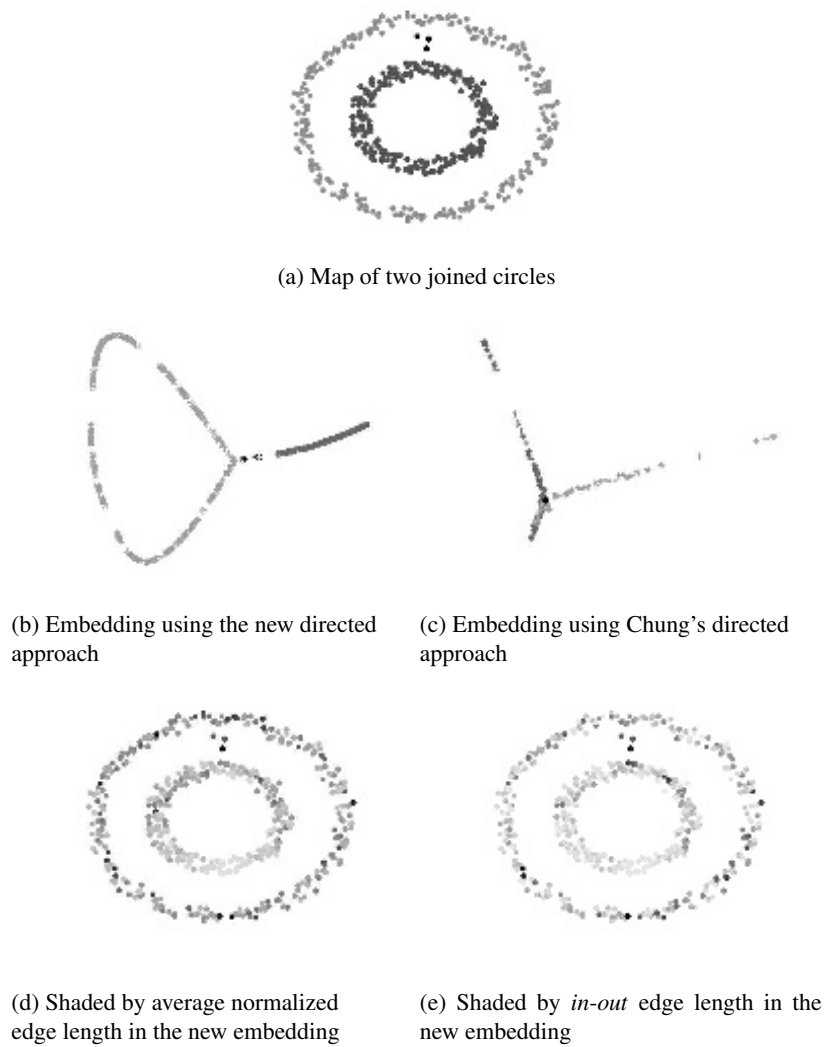 (a) Map of two joined circles
(b) Embedding using the new directed
approach
(c) Embedding using Chung's directed
approach
(d) Shaded by average normalized
edge length in the new embedding
(e) Shaded by in-out edge length in the
new embedding